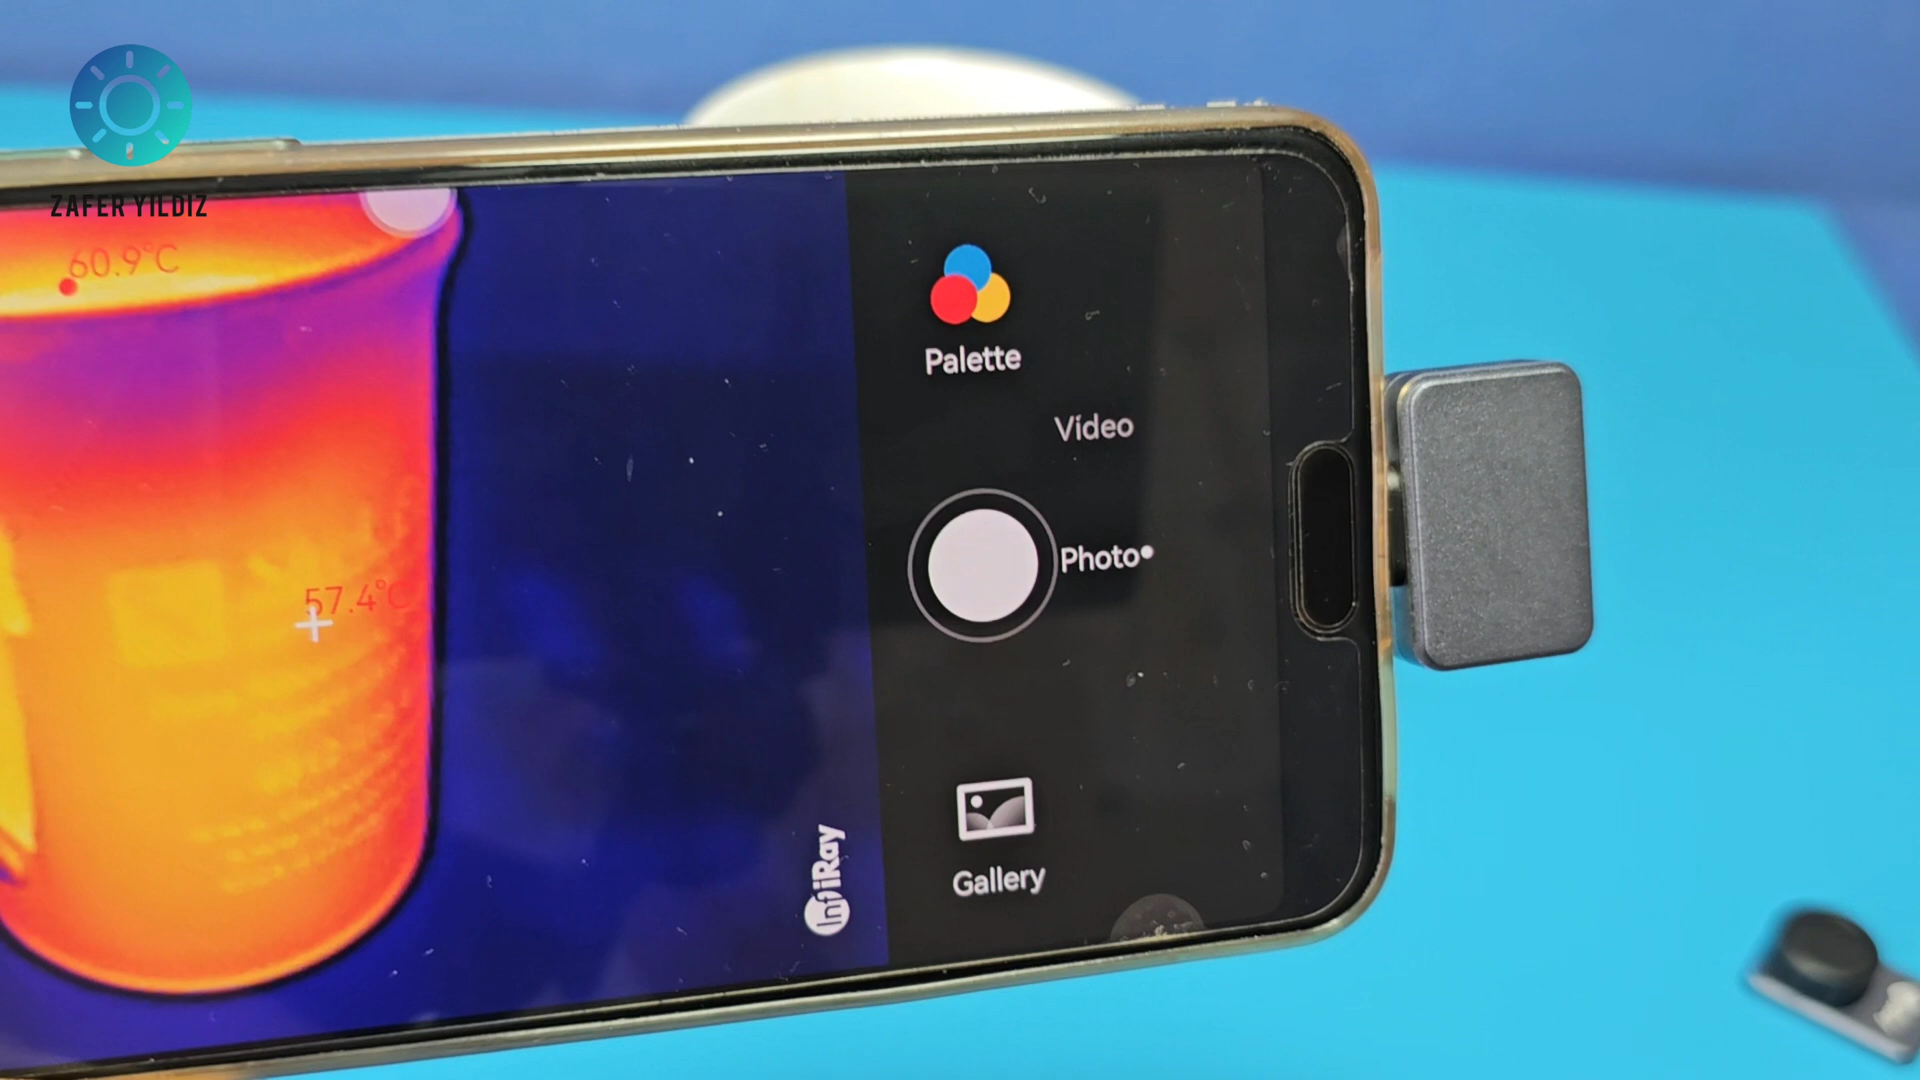 ZAFER YILDIZ
60.9°C
Palette
Video
Photo
57.4°C
InfiRay
Gallery